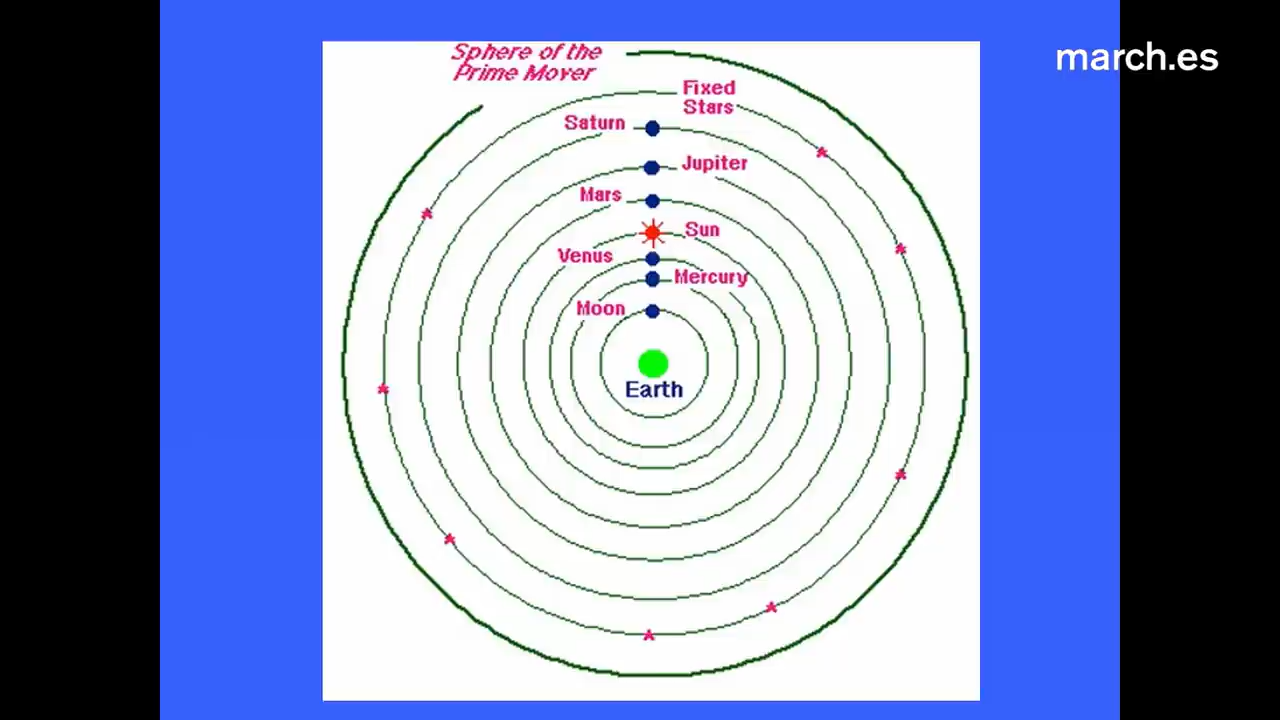 Sphere of the
Prime Mover
march.es
Fixed
Stars
Saturn
Jupiter
Mars
Sun
Venus
Mercury
Moon
Earth